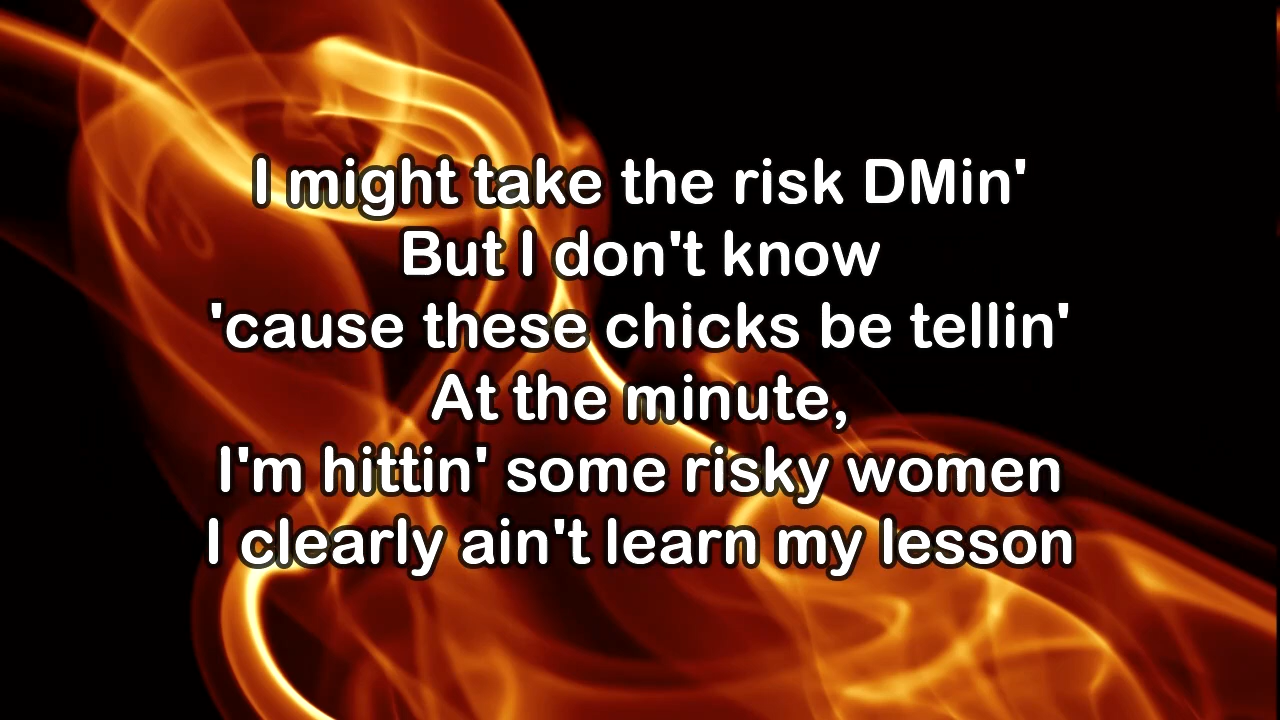 I might take the risk DMin'
But I don't know
'cause these chicks be tellin'
At the minute,
I'm hittin' some risky women
I clearly ain't learn my lesson